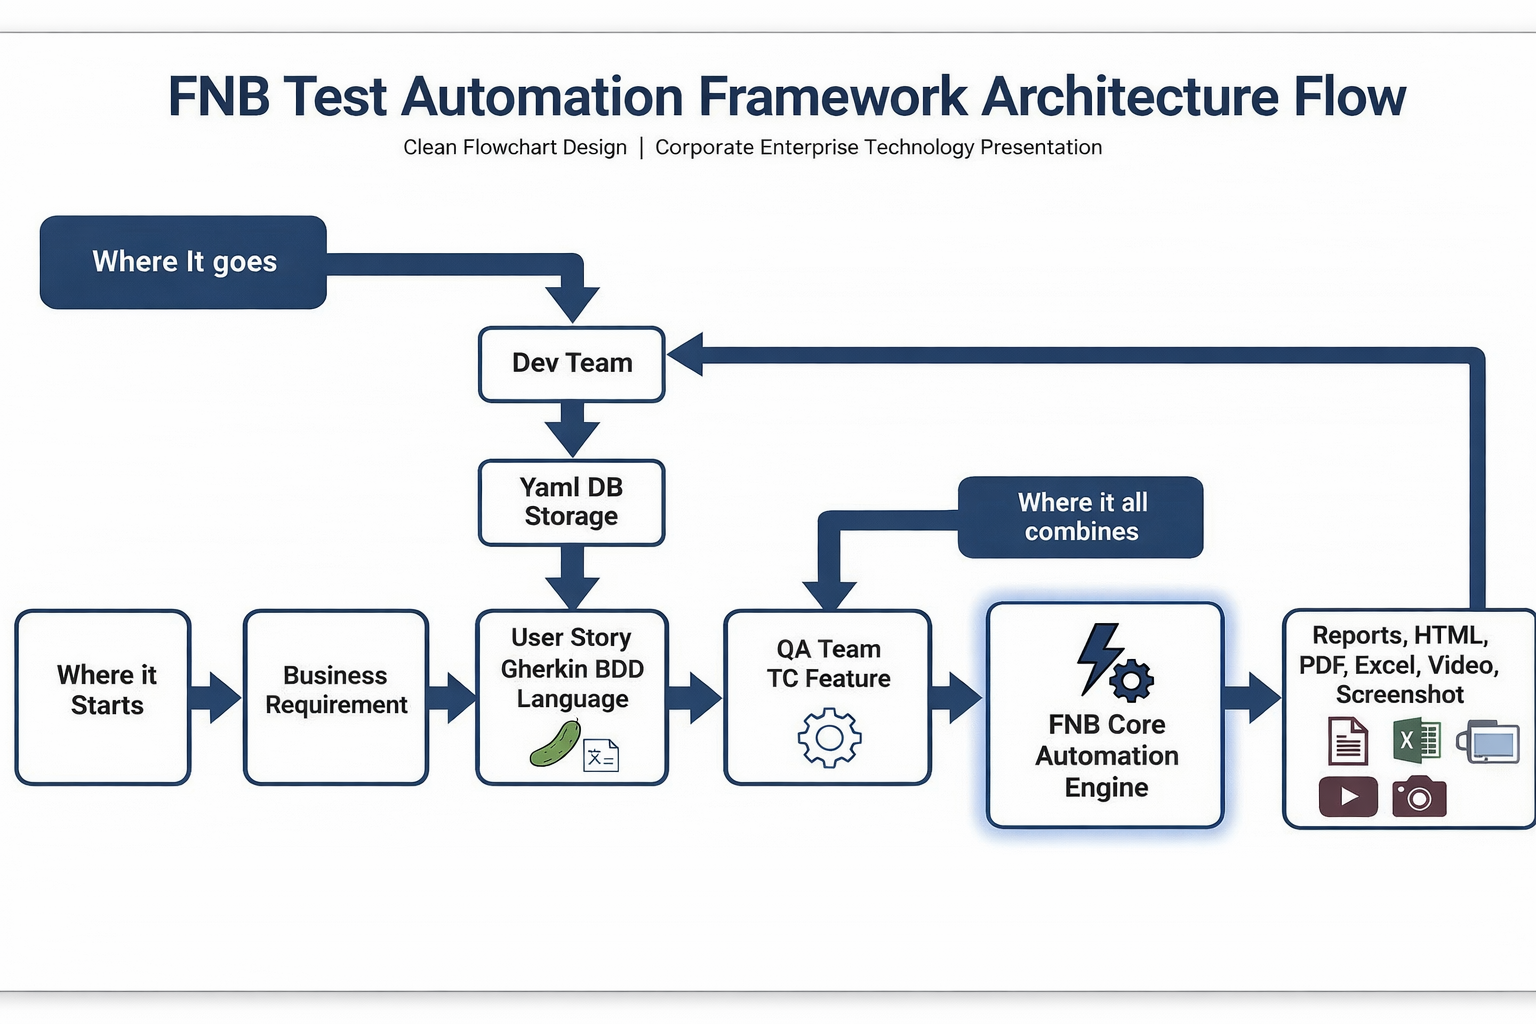 FNB Test Automation Framework Architecture Flow
Clean Flowchart Design | Corporate Enterprise Technology Presentation
Where It goes
Dev Team
Yaml DB
Storage
Where it all
combines
Where it
Starts
Business
Requirement
User Story
Gherkin BDD
Language
文
QA Team
TC Feature
FNB Core
Automation
Engine
Reports, HTML,
PDF, Excel, Video,
Screenshot
X